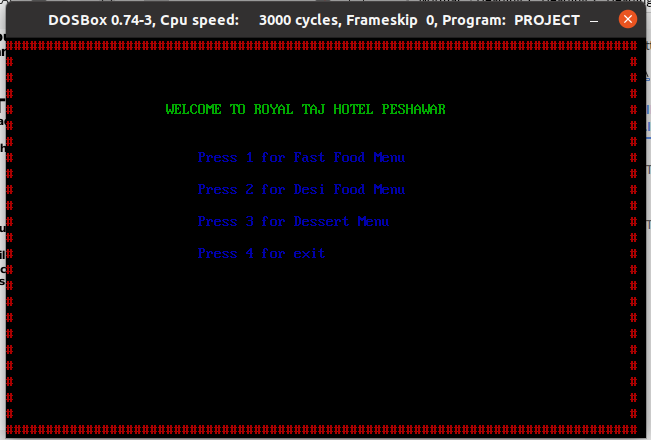 DOSBox 0.74-3, Cpu speed: 3000 cycles, Frameskip 0, Program: PROJECT
WELCOME TO ROYAL TAJ HOTEL PESHAWAR
Press 1 for Fast Food Menu
Press 2 for Desi Food Menu
Press 3 for Dessert Menu
Press 4 for exit